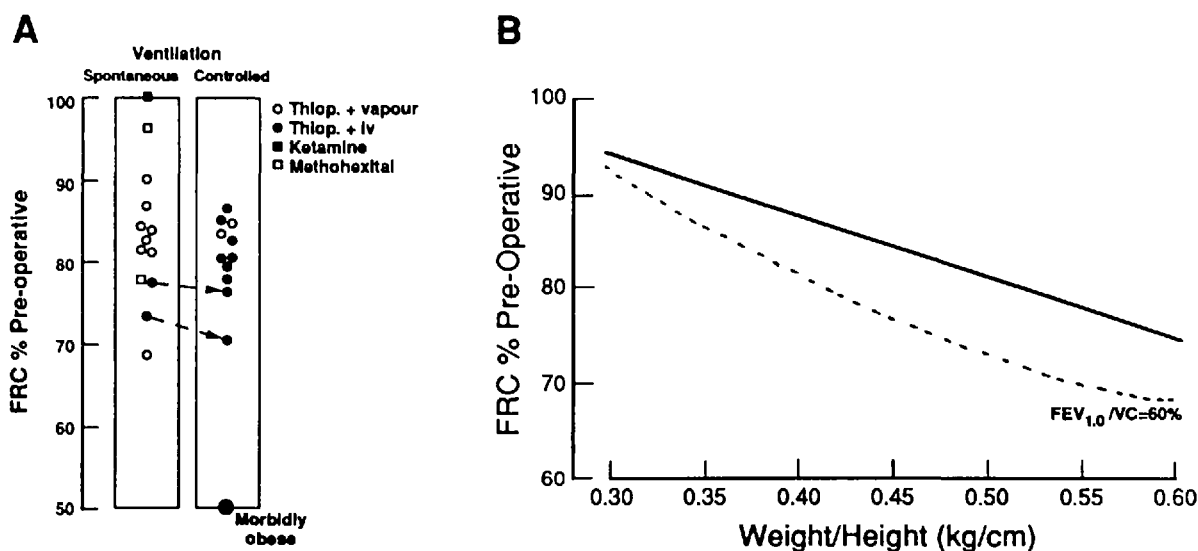 A
Ventilation
Spontaneous Controlled
100
90
80
70
60
50
FRC % Pre-operative
Thiop. + vapour
Thiop. + iv
Ketamine
Methohexital
Morbidly
obese
B
100
90
80
70
60
FRC % Pre-Operative
FEV1.0 /VC=60%
0.30 0.35 0.40 0.45 0.50 0.55 0.60
Weight/Height (kg/cm)